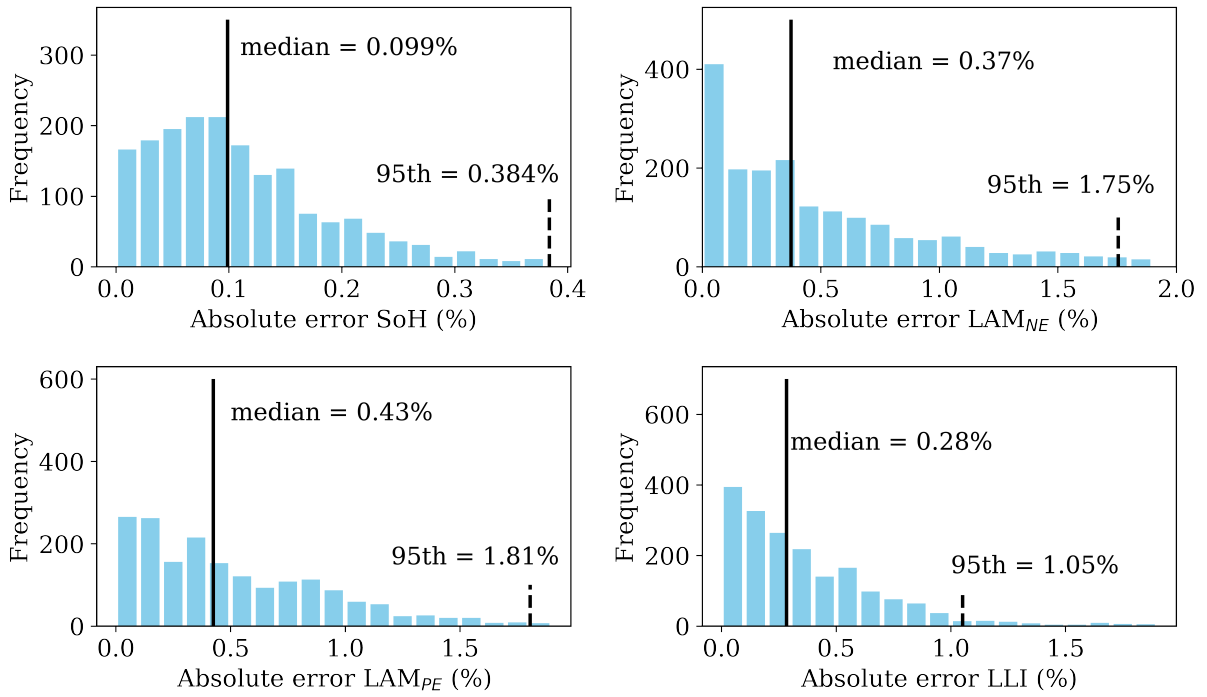 median = 0.099%
95th = 0.384%
Frequency
300
200
100
0
0.0 0.1 0.2 0.3 0.4
Absolute error SoH (%)
median = 0.37%
95th = 1.75%
Frequency
400
200
0
0.0 0.5 1.0 1.5 2.0
Absolute error LAM_NE (%)
median = 0.43%
95th = 1.81%
Frequency
600
400
200
0
0.0 0.5 1.0 1.5
Absolute error LAM_PE (%)
median = 0.28%
95th = 1.05%
Frequency
600
400
200
0
0.0 0.5 1.0 1.5
Absolute error LLI (%)